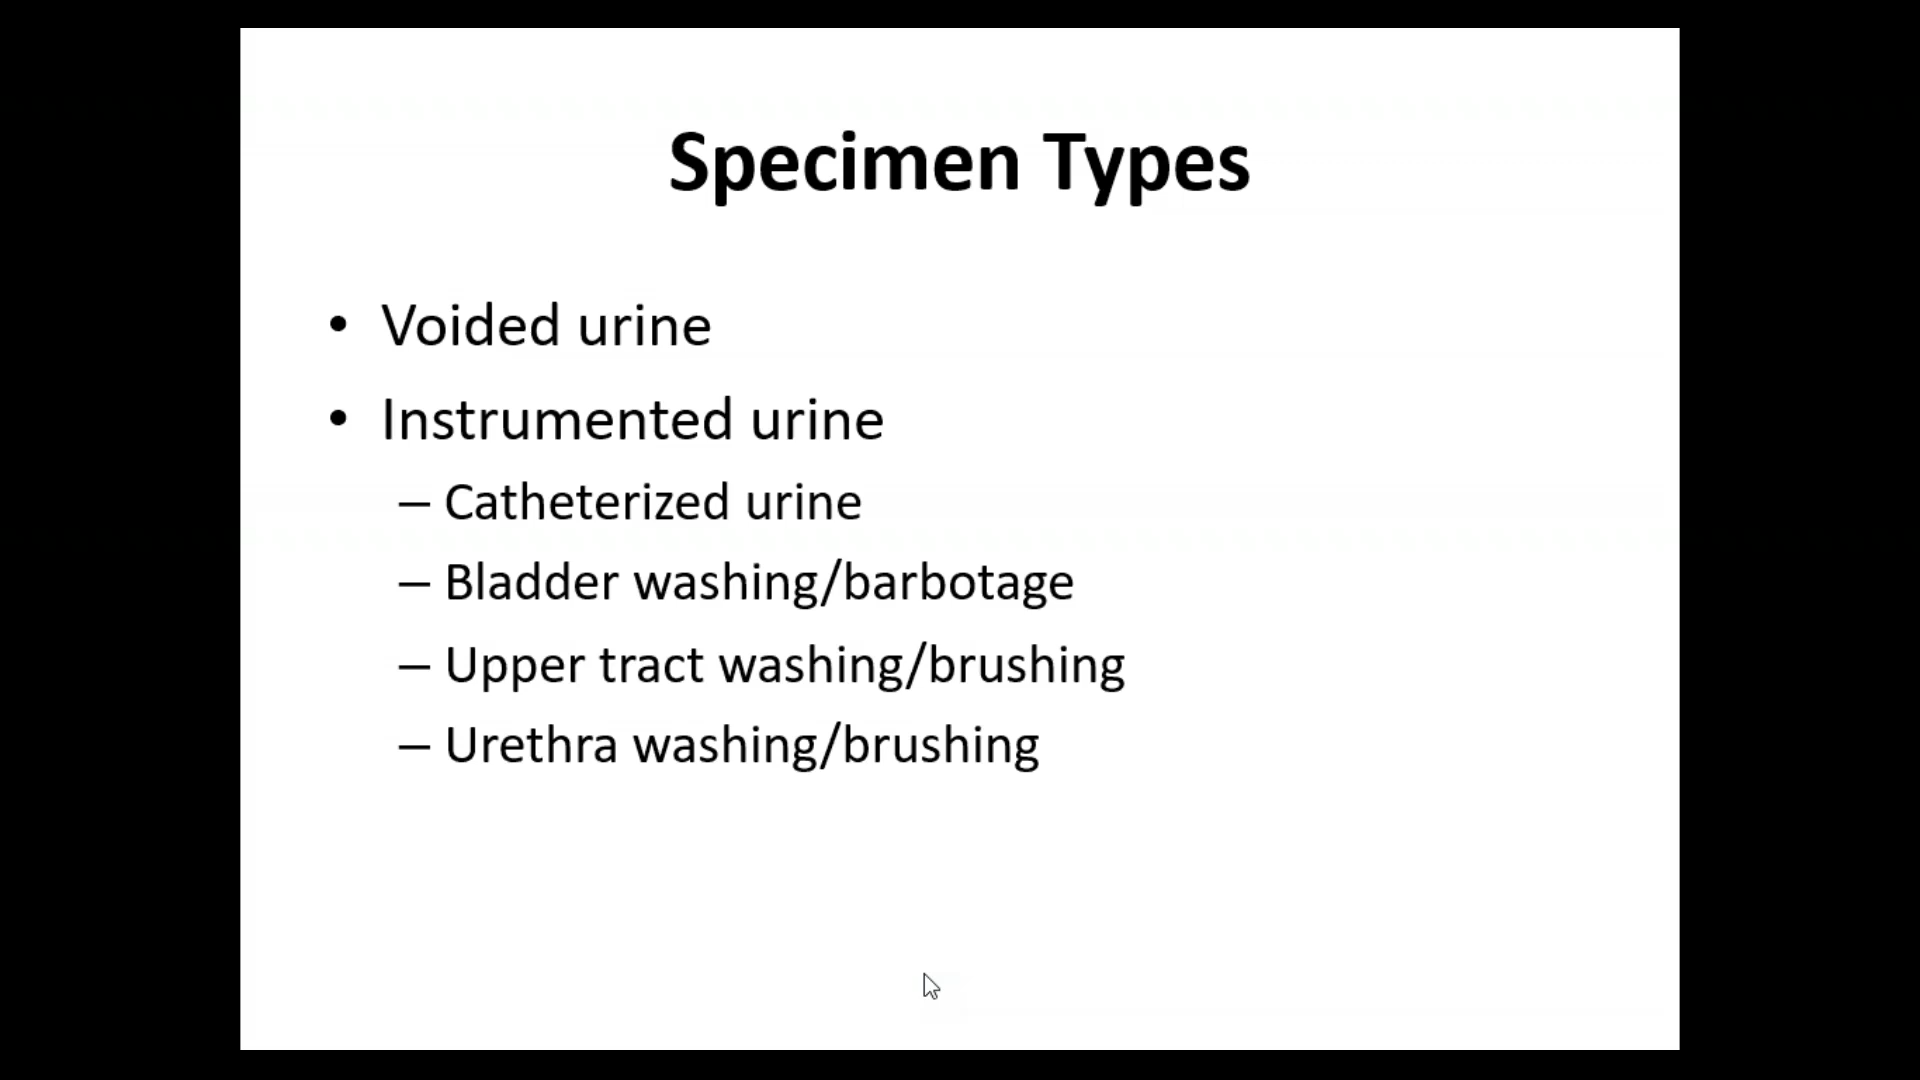 Specimen Types
• Voided urine
• Instrumented urine
– Catheterized urine
– Bladder washing/barbotage
– Upper tract washing/brushing
– Urethra washing/brushing